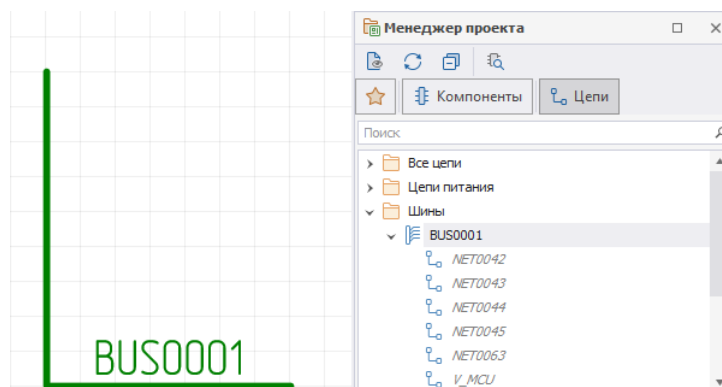 Менеджер проекта
Компоненты
Цепи
Поиск
Все цепи
Цепи питания
Шины
BUS0001
NET0042
NET0043
NET0044
NET0045
NET0063
V_MCU
BUS0001